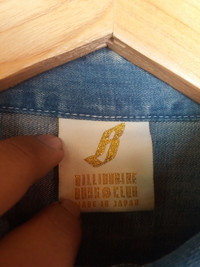 BILLIONAIRE
BOYS CLUB
MADE IN JAPAN